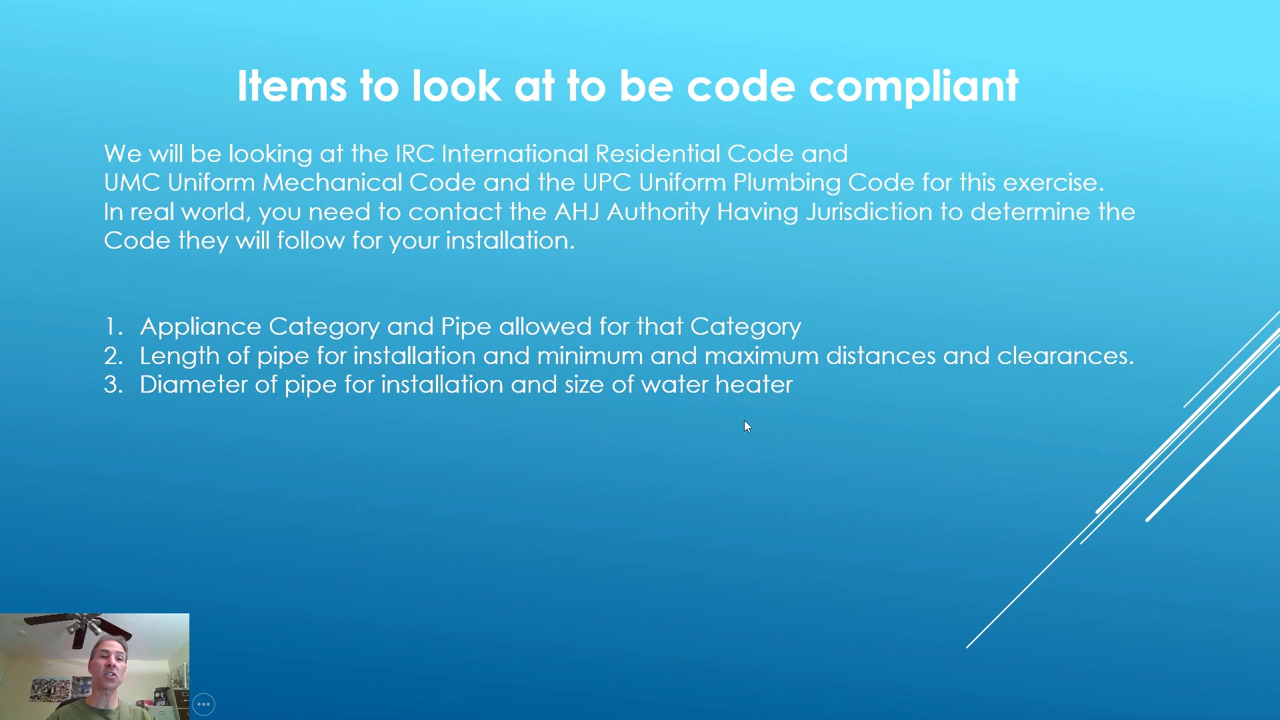 Items to look at to be code compliant
We will be looking at the IRC International Residential Code and
UMC Uniform Mechanical Code and the UPC Uniform Plumbing Code for this exercise.
In real world, you need to contact the AHJ Authority Having Jurisdiction to determine the
Code they will follow for your installation.
1. Appliance Category and Pipe allowed for that Category
2. Length of pipe for installation and minimum and maximum distances and clearances.
3. Diameter of pipe for installation and size of water heater